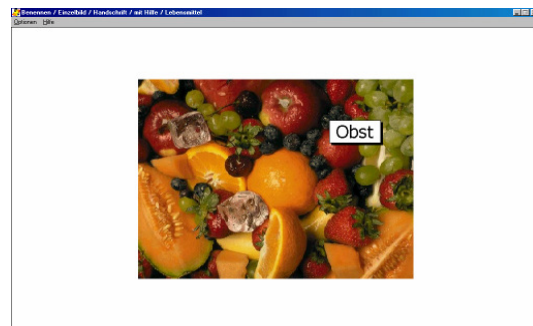 Benennen / Einzelbild / Handschrift / mit Hilfe / Lebensmittel
Optionen Hilfe
Obst